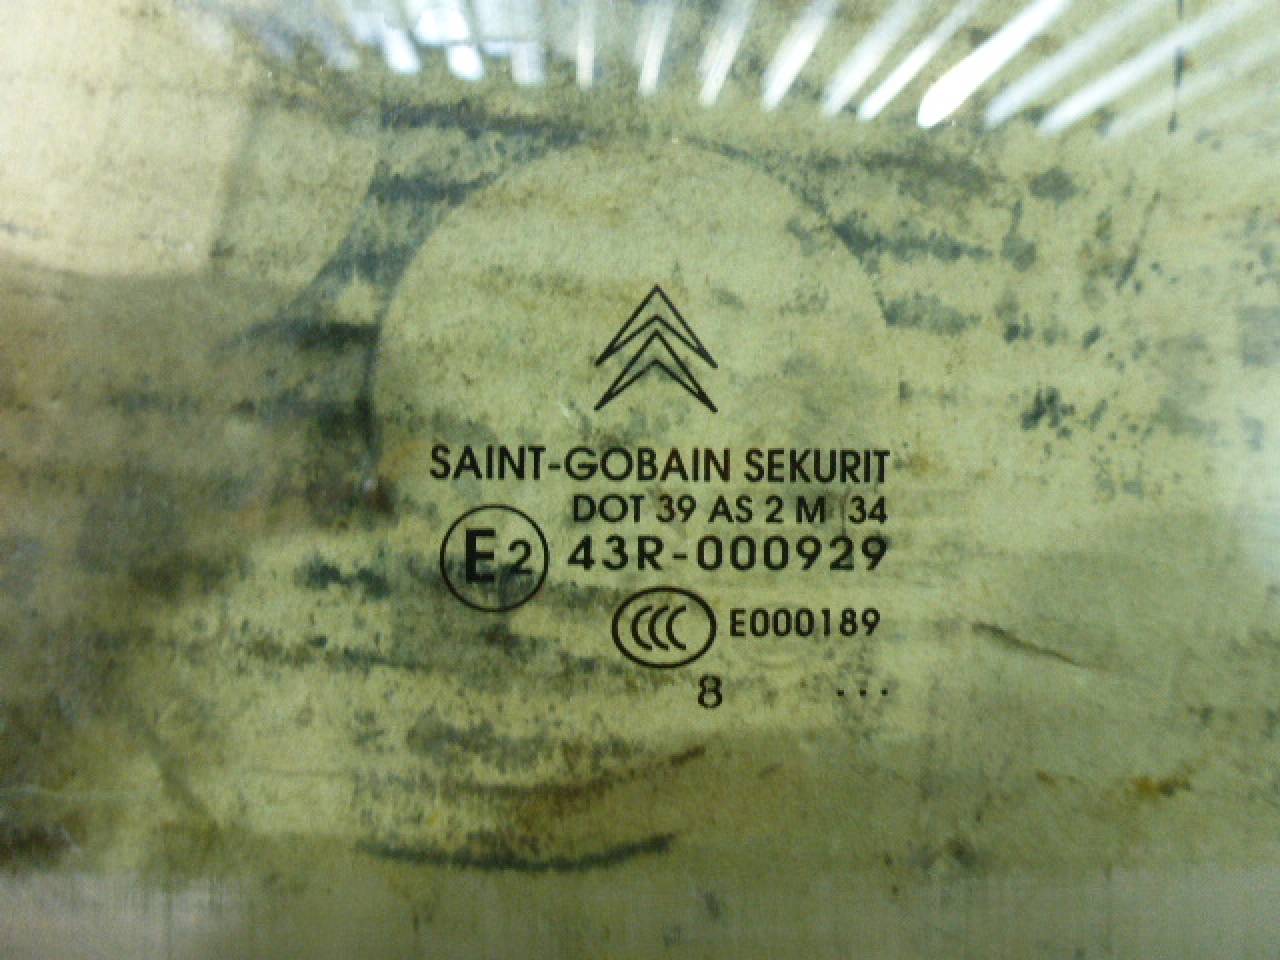 SAINT-GOBAIN SEKURIT
DOT 39 AS 2 M 34
E2 43R-000929
CCC E000189
8 ...